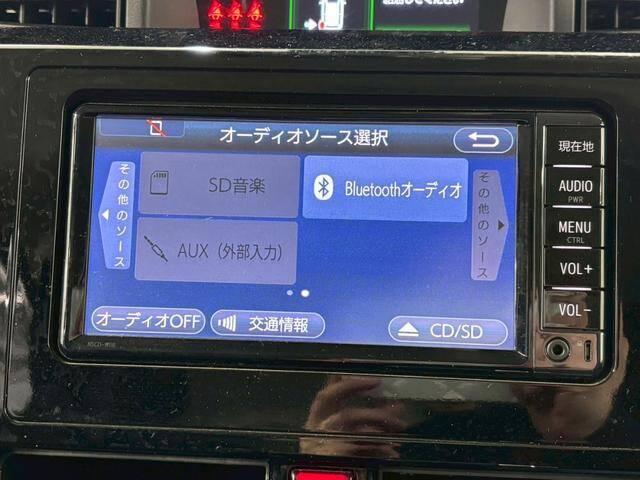 オーディオソース選択
その他のソース
SD音楽
Bluetoothオーディオ
その他のソース
AUX（外部入力）
オーディオOFF
交通情報
CD/SD
現在地
AUDIO
PWR
MENU
CTRL
VOL+
VOL-